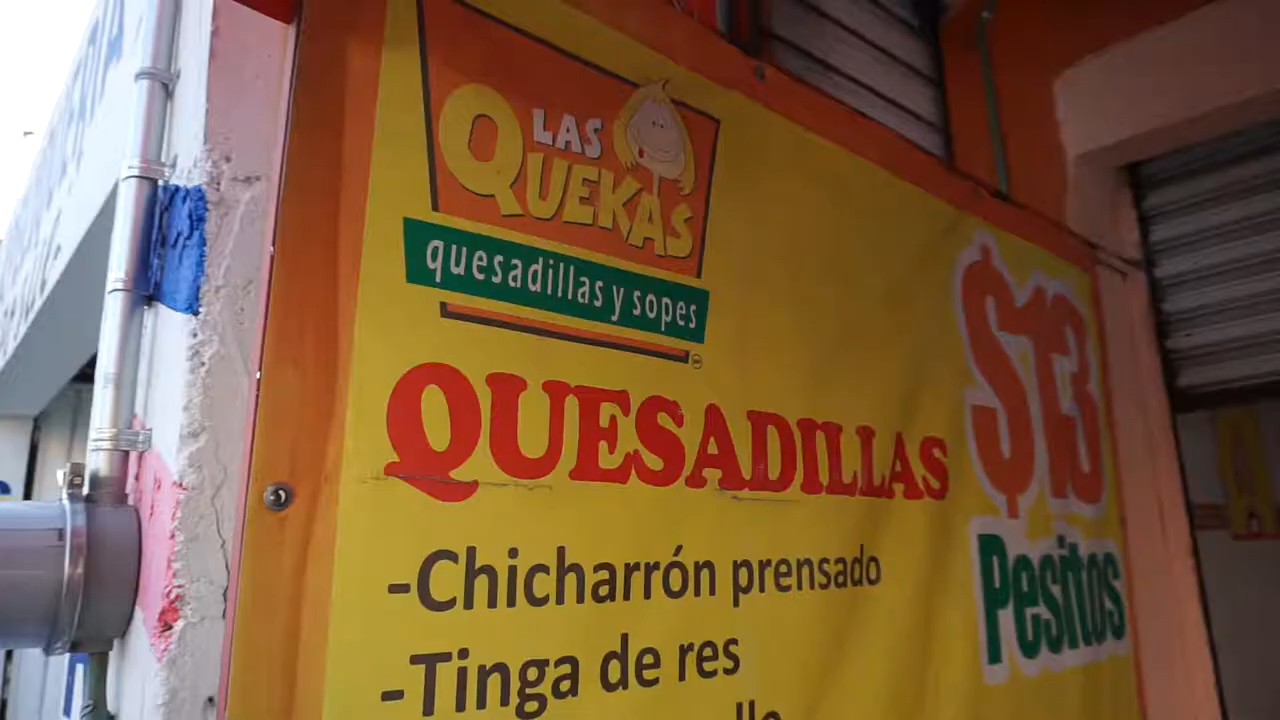 LAS
QUEKAS
quesadillas y sopes
QUESADILLAS
$13
Pesitos
-Chicharrón prensado
-Tinga de res